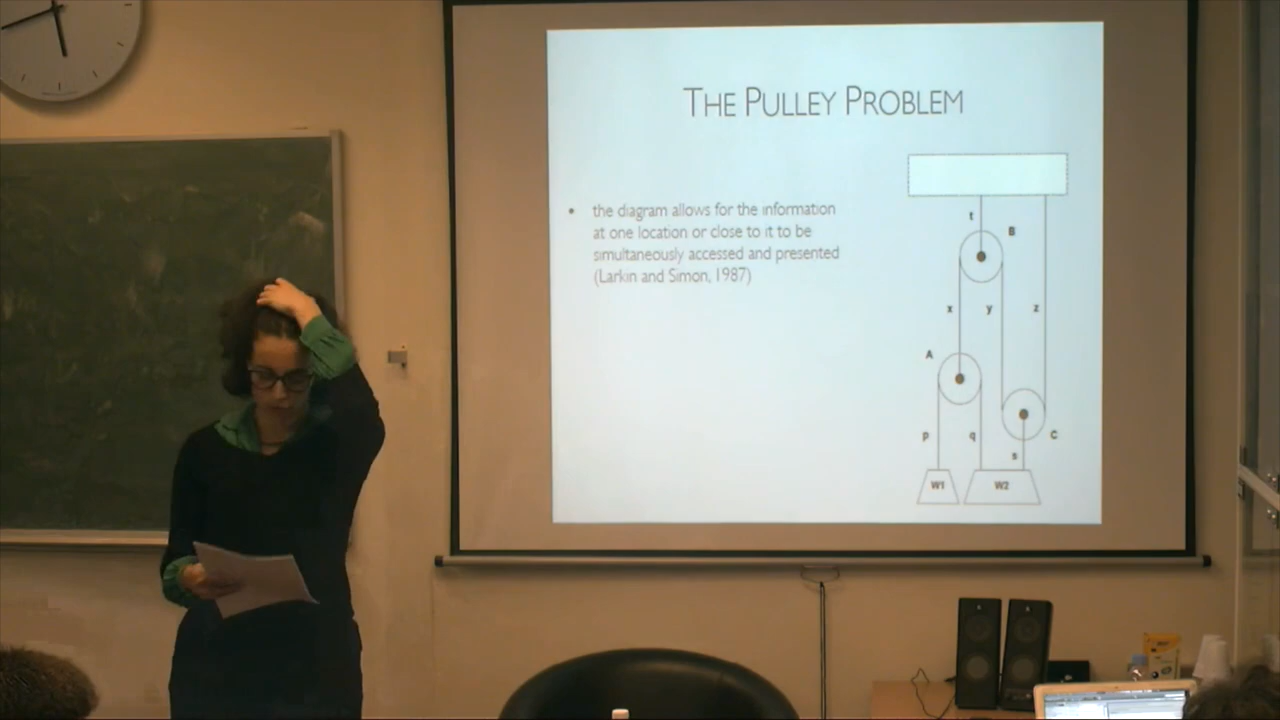 THE PULLEY PROBLEM
• the diagram allows for the information
at one location or close to it to be
simultaneously accessed and presented
(Larkin and Simon, 1987)
t
B
x
y
z
A
p
q
C
s
W1
W2